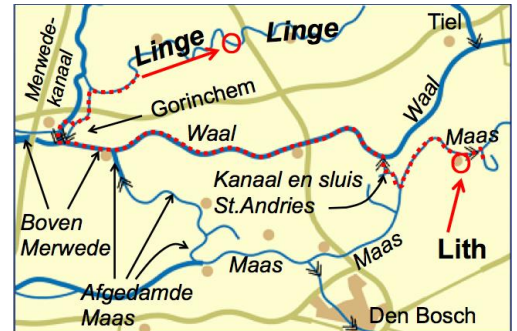 Linge
Linge
Tiel
Merwede-
kanaal
Gorinchem
Waal
Waal
Maas
Kanaal en sluis
St.Andries
Boven
Merwede
Maas
Maas
Lith
Afgedamde
Maas
Den Bosch